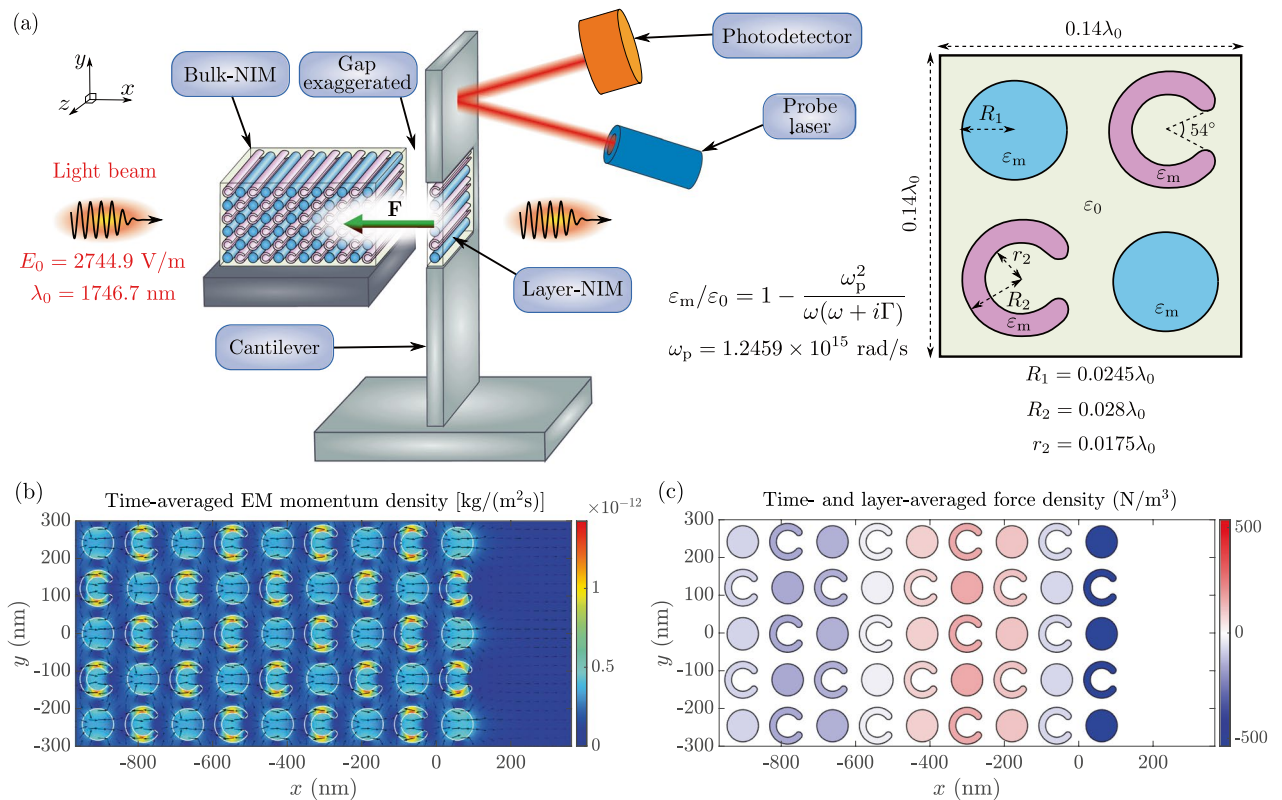 (a)
y
x
z
Bulk-NIM
Gap
exaggerated
Photodetector
Probe
laser
Light beam
E₀ = 2744.9 V/m
λ₀ = 1746.7 nm
F
Layer-NIM
Cantilever
εₘ/ε₀ = 1 − ωₚ²/(ω(ω + iΓ))
ωₚ = 1.2459 × 10¹⁵ rad/s
0.14λ₀
0.14λ₀
R₁
εₘ
54°
εₘ
ε₀
r₂
R₂
εₘ
εₘ
R₁ = 0.0245λ₀
R₂ = 0.028λ₀
r₂ = 0.0175λ₀
(b)
Time-averaged EM momentum density [kg/(m²s)]
×10⁻¹²
300
200
100
0
-100
-200
-300
y (nm)
-800
-600
-400
-200
0
200
x (nm)
1
0.5
0
(c)
Time- and layer-averaged force density (N/m³)
300
200
100
0
-100
-200
-300
y (nm)
-800
-600
-400
-200
0
200
x (nm)
500
0
-500